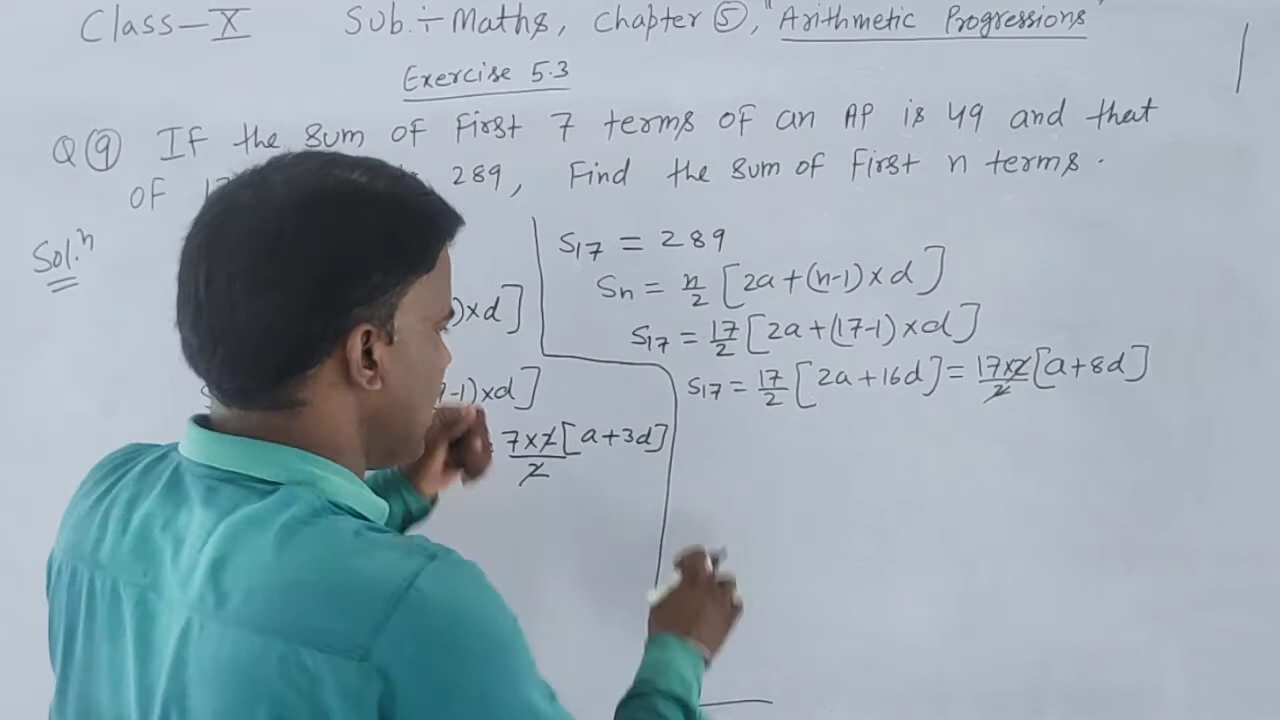 Class-X Sub.÷ Maths, Chapter ⑤, "Arithmetic Progressions"
Exercise 5.3
Q⑨ If the sum of first 7 terms of an AP is 49 and that
of 289, Find the sum of first n terms.
Sol.ⁿ
)×d]
-1)×d]
7×2/2 [a+3d]
S17 = 289
Sn = n/2 [2a+(n-1)×d]
S17 = 17/2 [2a+(17-1)×d]
S17 = 17/2 [2a+16d] = 17×2/2 [a+8d]